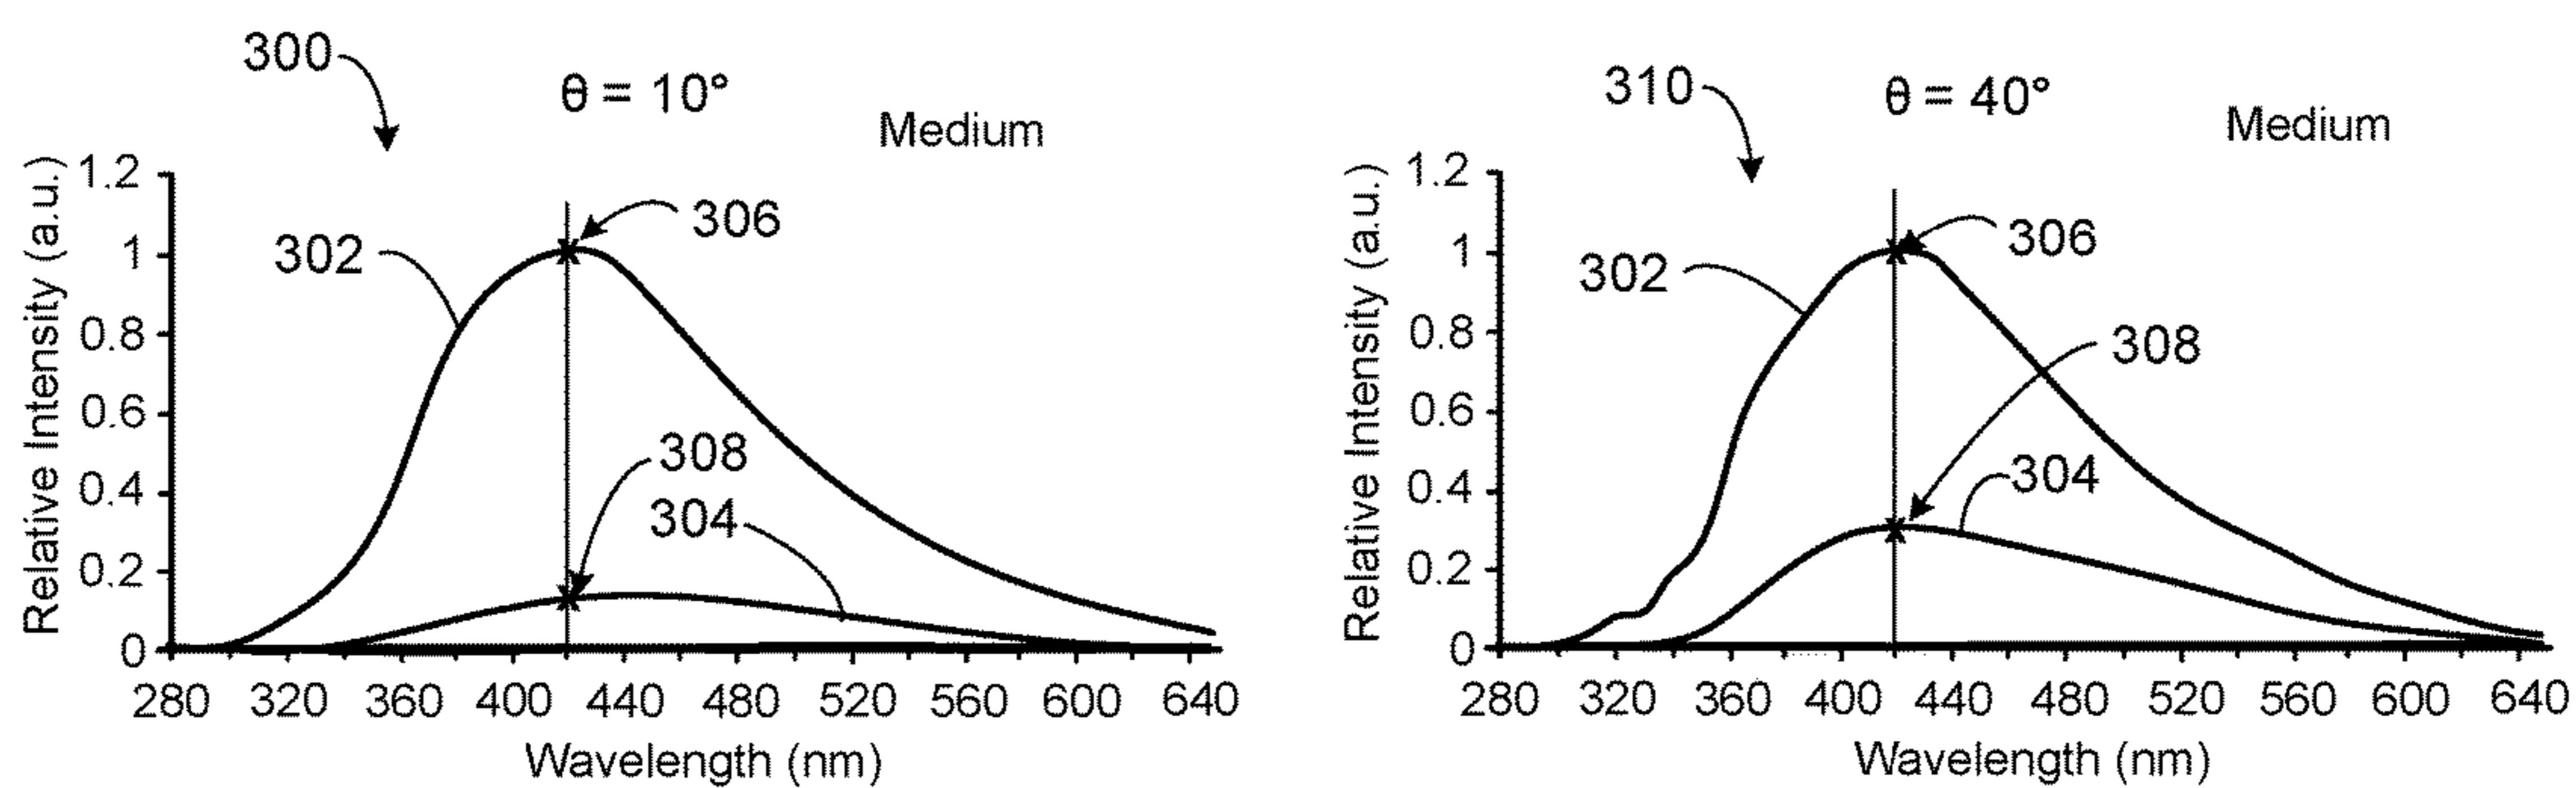 300
θ = 10°
Medium
Relative Intensity (a.u.)
1.2
1
0.8
0.6
0.4
0.2
0
302
306
308
304
280 320 360 400 440 480 520 560 600 640
Wavelength (nm)
310
θ = 40°
Medium
Relative Intensity (a.u.)
1.2
1
0.8
0.6
0.4
0.2
0
302
306
308
304
280 320 360 400 440 480 520 560 600 640
Wavelength (nm)